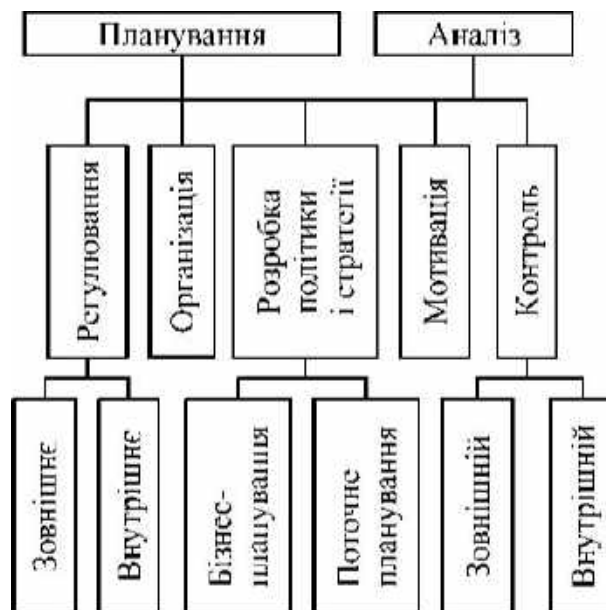 Планування
Аналіз
Регулювання
Організація
Розробка
політики
і стратегії
Мотивація
Контроль
Зовнішнє
Внутрішнє
Бізнес-
планування
Поточне
планування
Зовнішній
Внутрішній